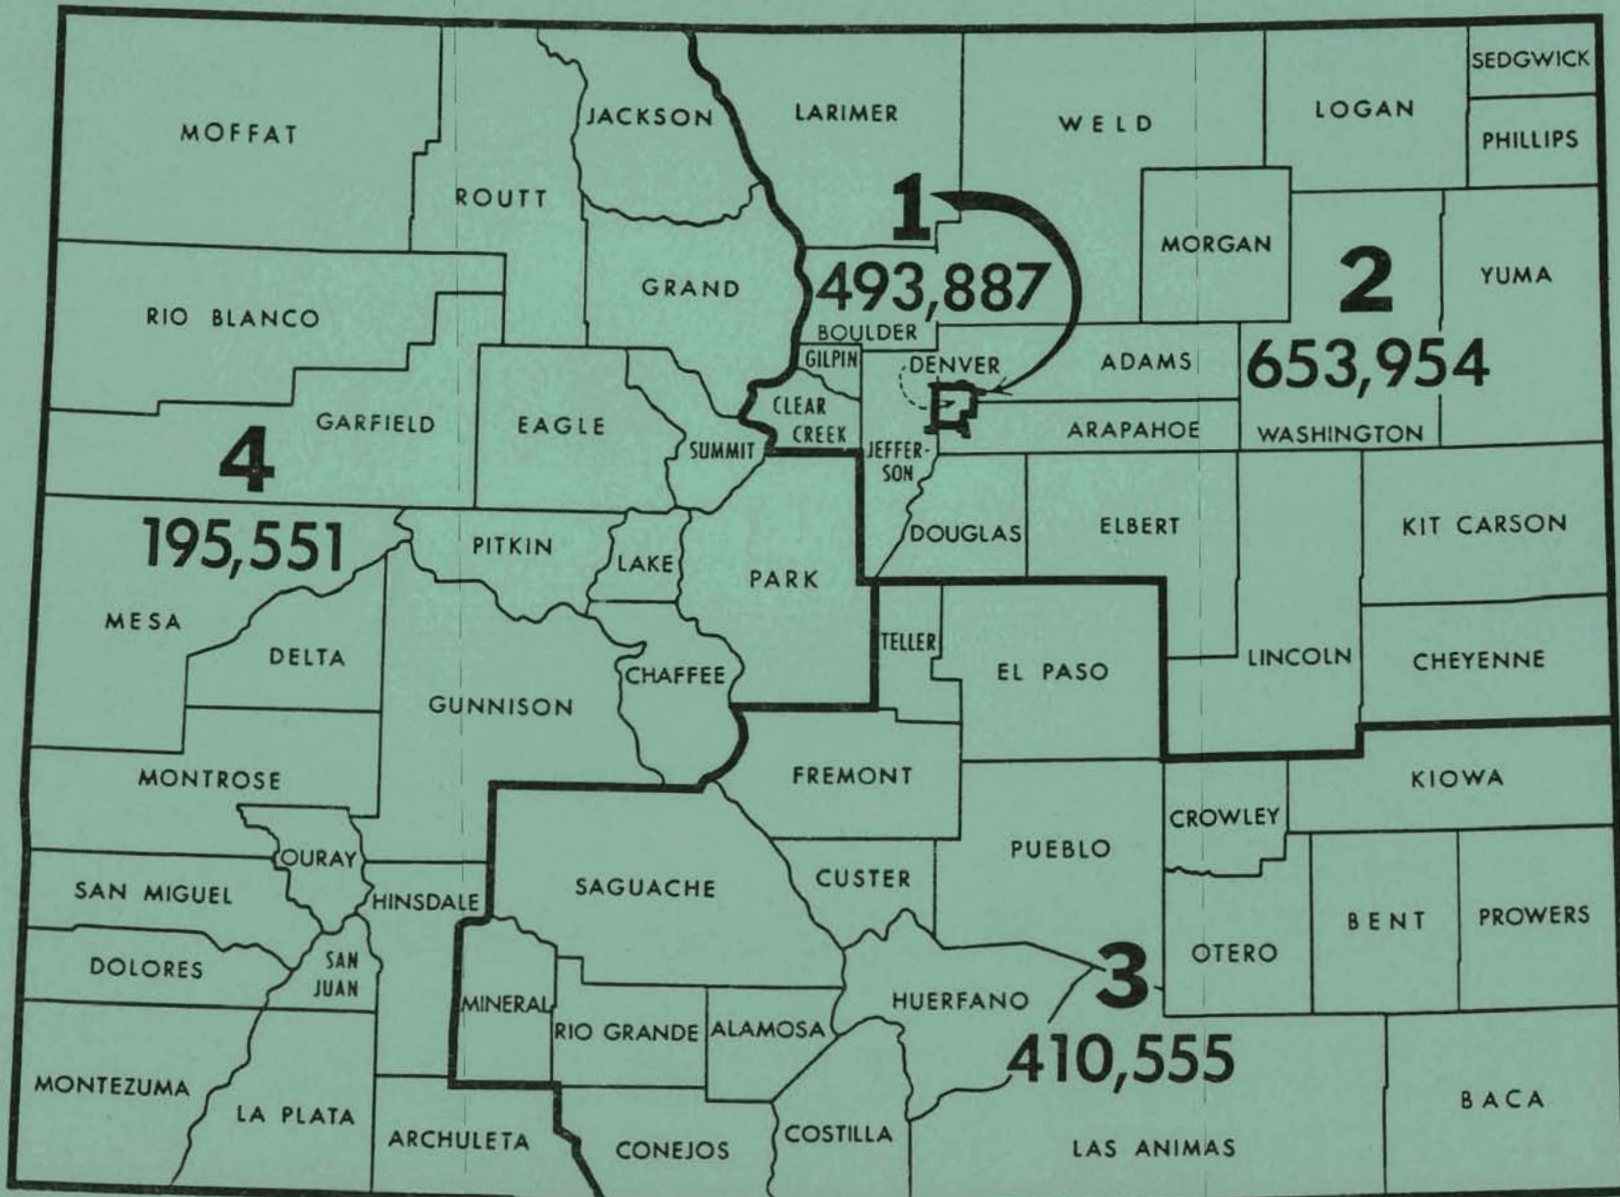 MOFFAT
JACKSON
LARIMER
WELD
LOGAN
SEDGWICK
PHILLIPS
ROUTT
1
493,887
MORGAN
2
653,954
YUMA
RIO BLANCO
GRAND
BOULDER
GILPIN
DENVER
ADAMS
4
195,551
GARFIELD
EAGLE
SUMMIT
CLEAR
CREEK
JEFFER-
SON
ARAPAHOE
WASHINGTON
MESA
PITKIN
LAKE
PARK
DOUGLAS
ELBERT
KIT CARSON
DELTA
GUNNISON
CHAFFEE
TELLER
EL PASO
LINCOLN
CHEYENNE
MONTROSE
FREMONT
KIOWA
OURAY
SAN MIGUEL
HINSDALE
SAGUACHE
CUSTER
PUEBLO
CROWLEY
DOLORES
SAN
JUAN
MINERAL
RIO GRANDE
ALAMOSA
HUERFANO
3
410,555
OTERO
BENT
PROWERS
MONTEZUMA
LA PLATA
ARCHULETA
CONEJOS
COSTILLA
LAS ANIMAS
BACA